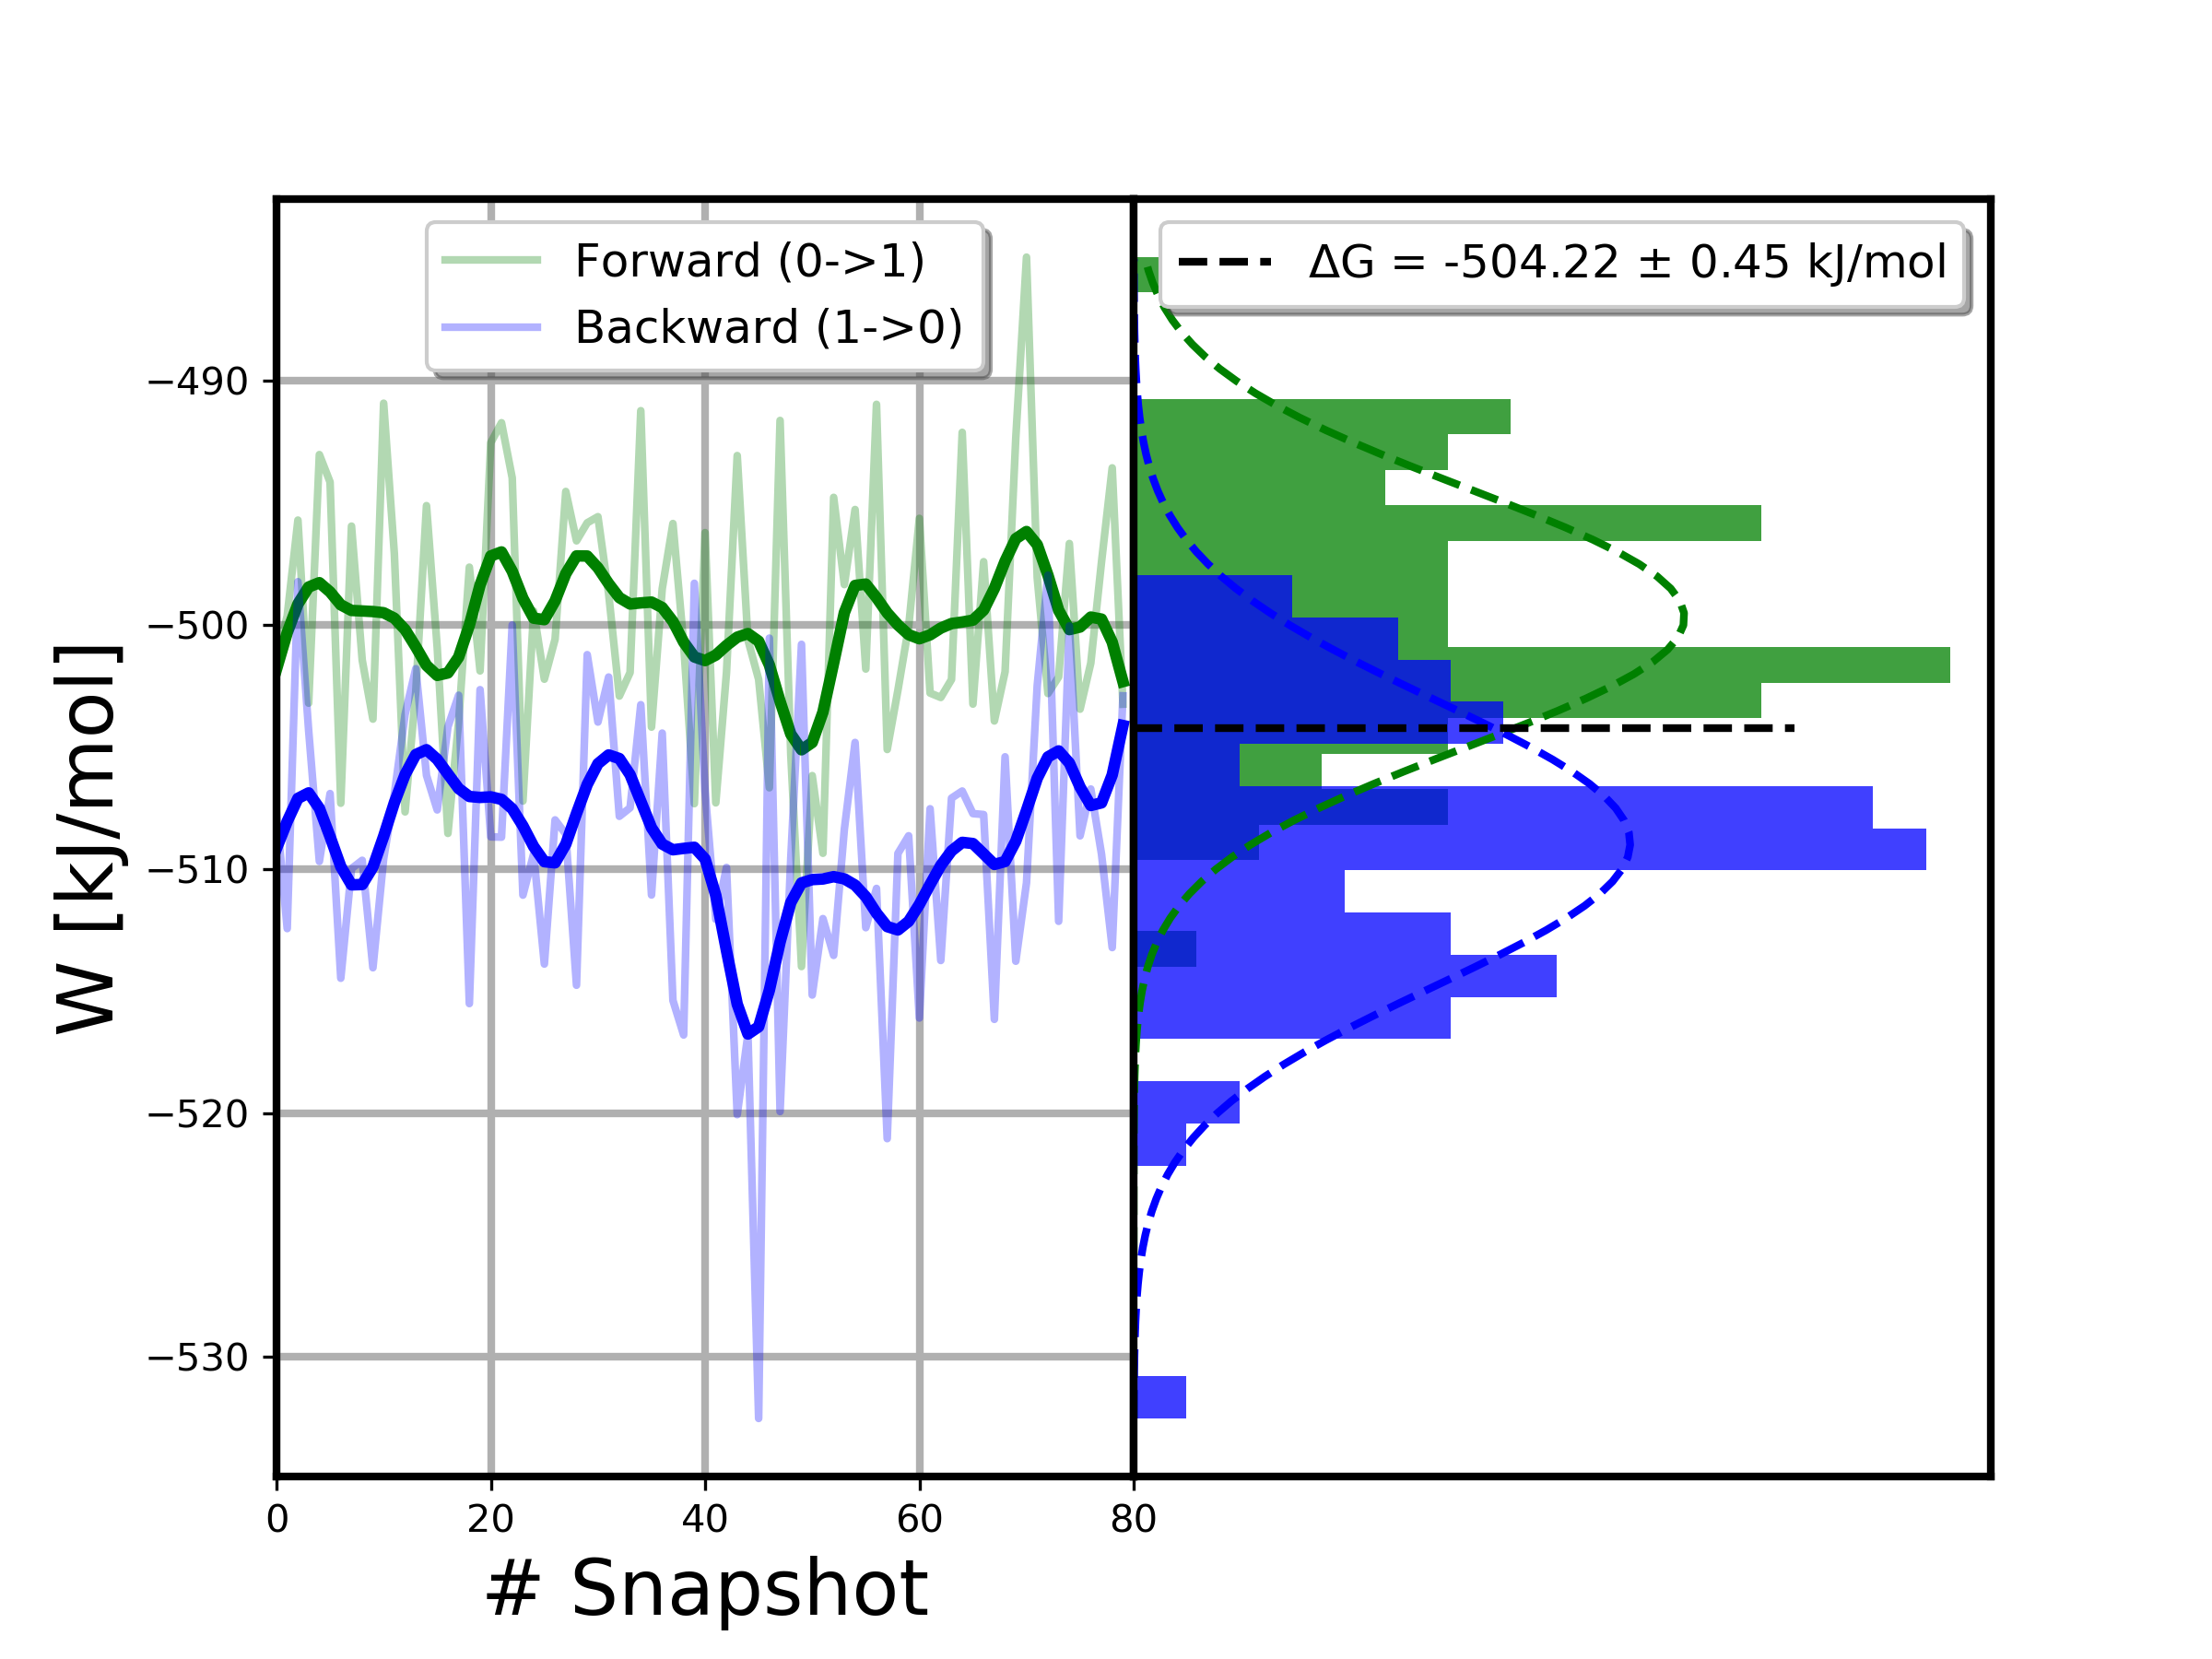 Forward (0->1)
Backward (1->0)
ΔG = -504.22 ± 0.45 kJ/mol
W [kJ/mol]
−490
−500
−510
−520
−530
0 20 40 60 80
# Snapshot